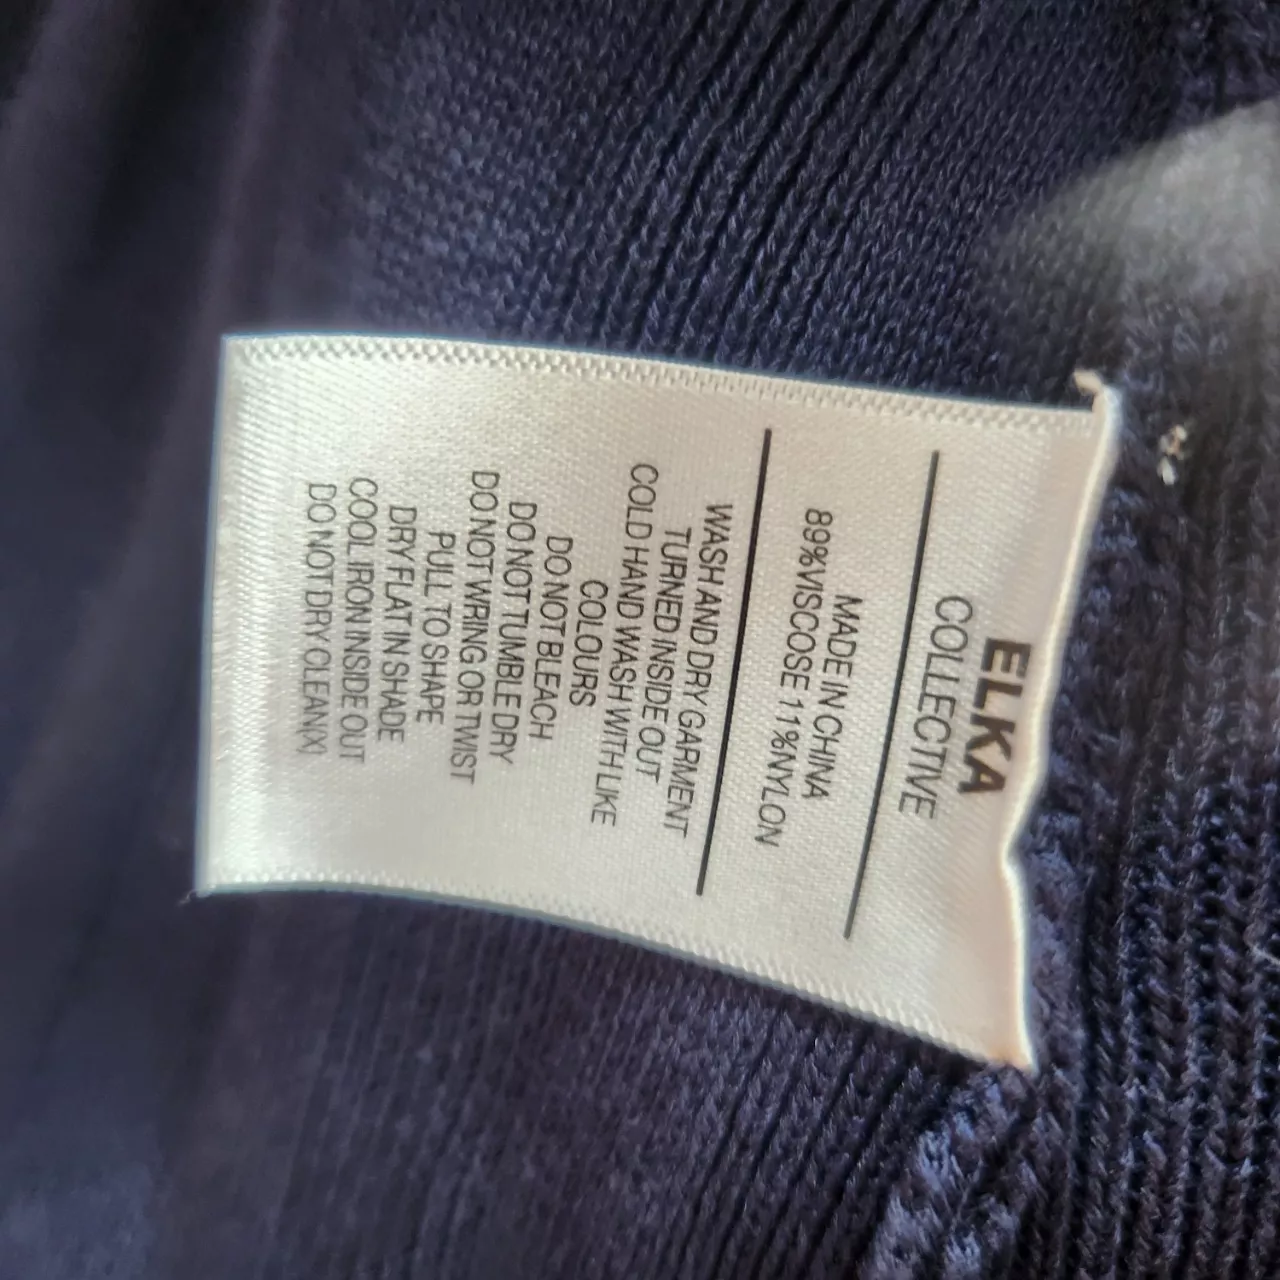 ELKA
COLLECTIVE
MADE IN CHINA
89%VISCOSE 11%NYLON
WASH AND DRY GARMENT
TURNED INSIDE OUT
COLD HAND WASH WITH LIKE
COLOURS
DO NOT BLEACH
DO NOT TUMBLE DRY
DO NOT WRING OR TWIST
PULL TO SHAPE
DRY FLAT IN SHADE
COOL IRON INSIDE OUT
DO NOT DRY CLEAN(X)